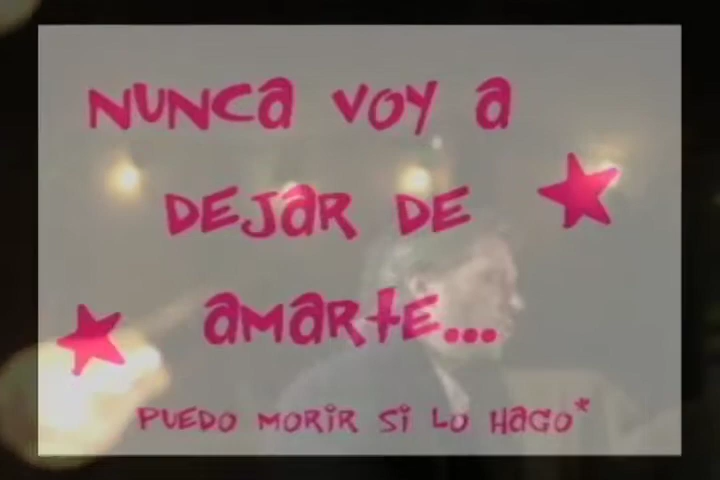 NUNCA VOY A
DEJAR DE
AMARTE...
PUEDO MORIR SI LO HAGO*